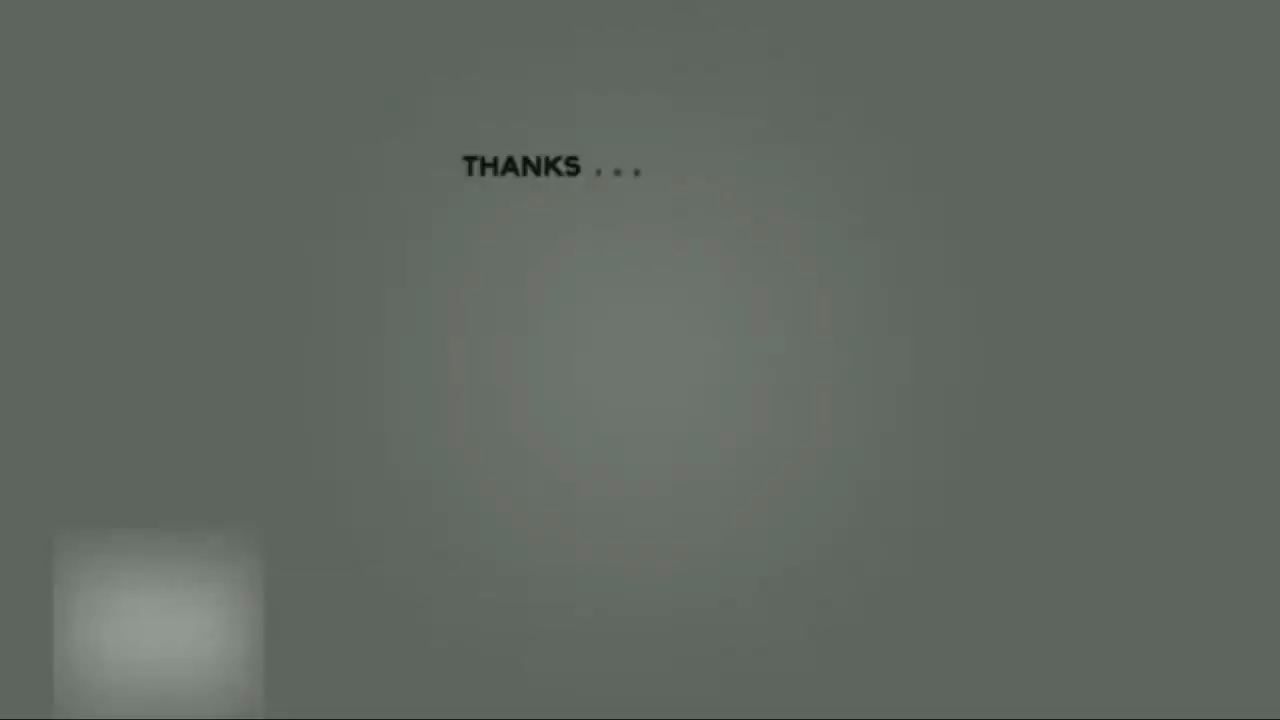 THANKS . . .